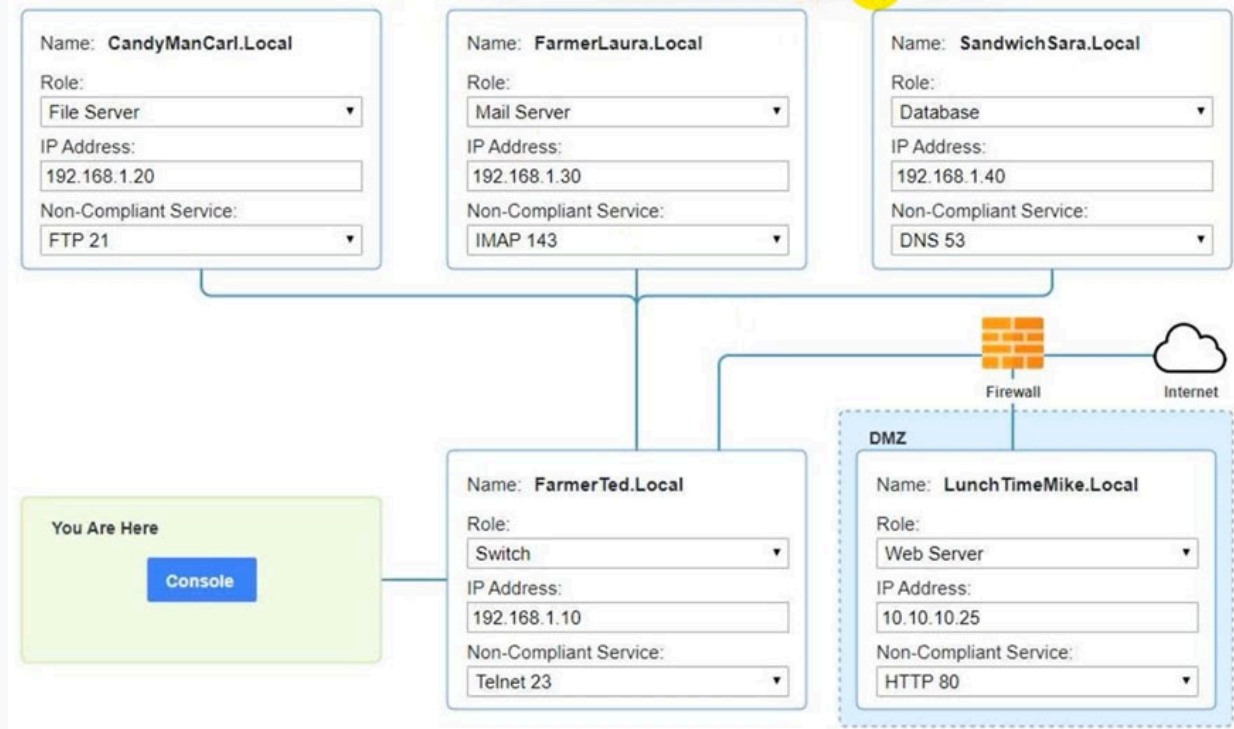 Name: CandyManCarl.Local
Role:
File Server
IP Address:
192.168.1.20
Non-Compliant Service:
FTP 21
Name: FarmerLaura.Local
Role:
Mail Server
IP Address:
192.168.1.30
Non-Compliant Service:
IMAP 143
Name: SandwichSara.Local
Role:
Database
IP Address:
192.168.1.40
Non-Compliant Service:
DNS 53
Firewall
Internet
You Are Here
Console
Name: FarmerTed.Local
Role:
Switch
IP Address:
192.168.1.10
Non-Compliant Service:
Telnet 23
DMZ
Name: LunchTimeMike.Local
Role:
Web Server
IP Address:
10.10.10.25
Non-Compliant Service:
HTTP 80